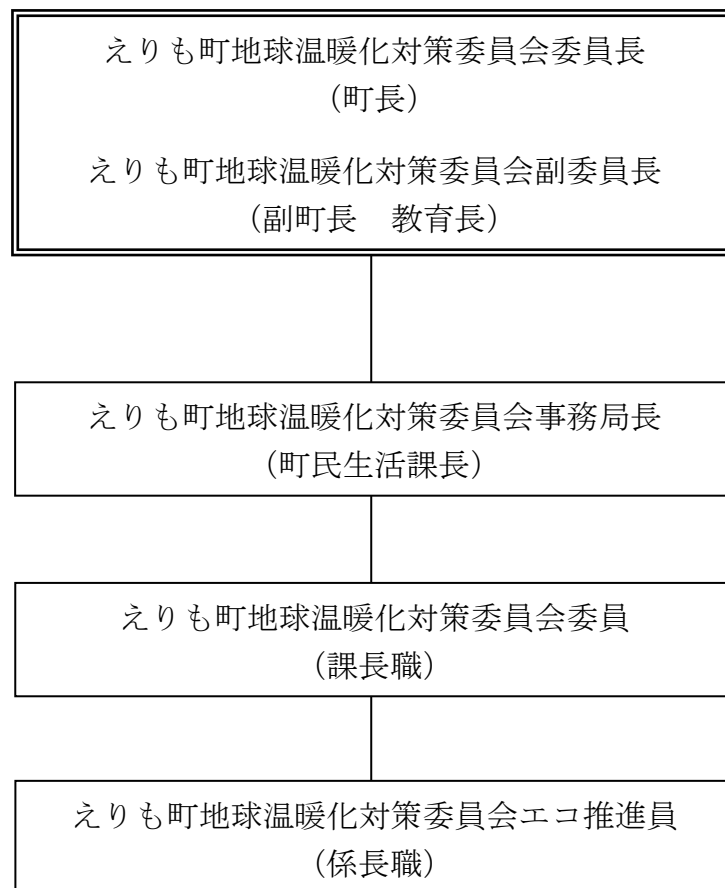 えりも町地球温暖化対策委員会委員長
(町長)
えりも町地球温暖化対策委員会副委員長
(副町長　教育長)
えりも町地球温暖化対策委員会事務局長
(町民生活課長)
えりも町地球温暖化対策委員会委員
(課長職)
えりも町地球温暖化対策委員会エコ推進員
(係長職)